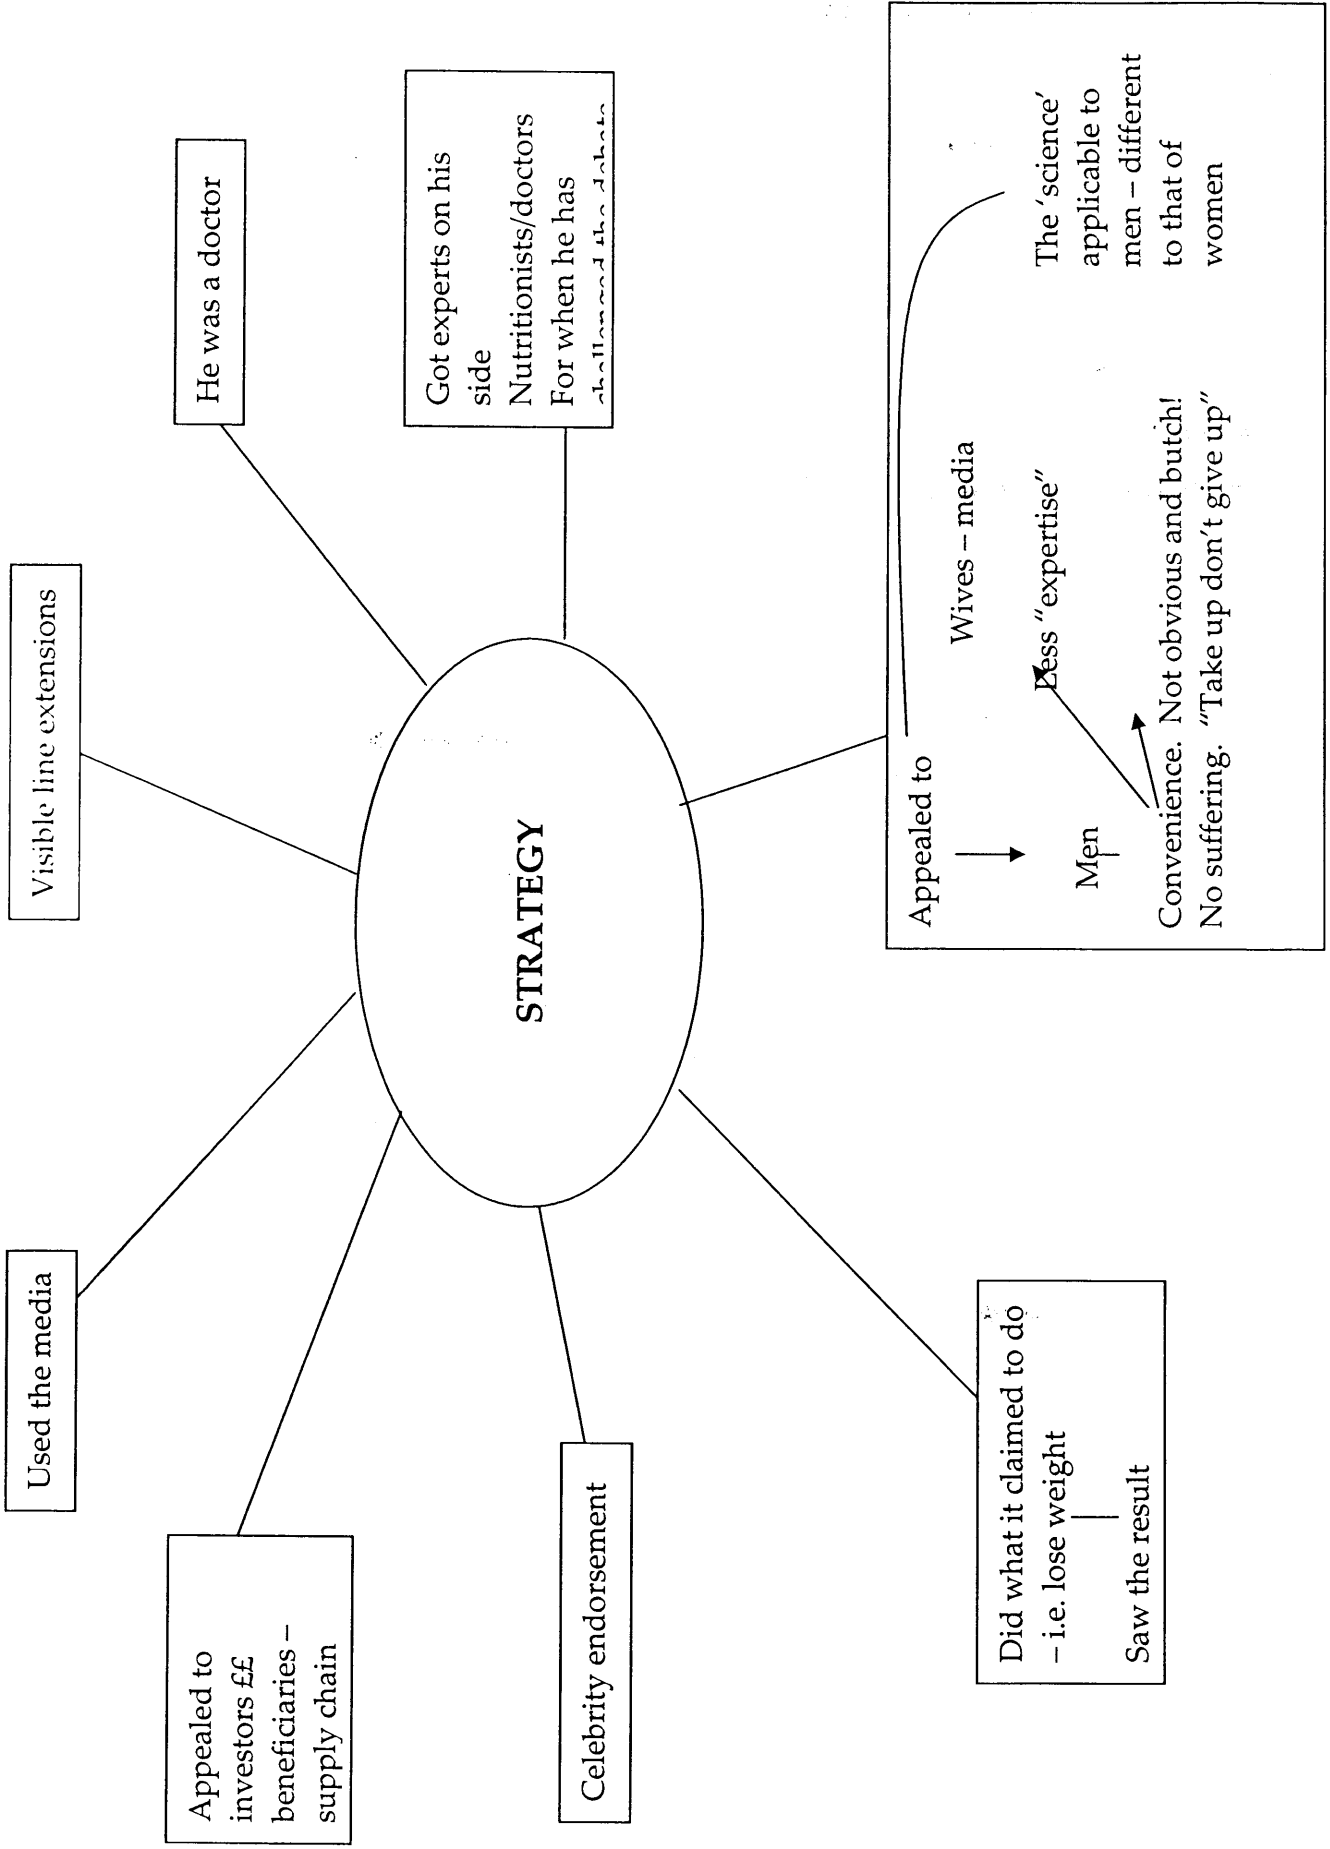 Used the media
Visible line extensions
Appealed to
investors ££
beneficiaries –
supply chain
He was a doctor
Celebrity endorsement
STRATEGY
Got experts on his
side
Nutritionists/doctors
For when he has
challenged the
Did what it claimed to do
– i.e. lose weight
Saw the result
Appealed to
Wives – media
Men
Less "expertise"
The 'science'
applicable to
men – different
to that of
women
Convenience. Not obvious and butch!
No suffering. "Take up don't give up"